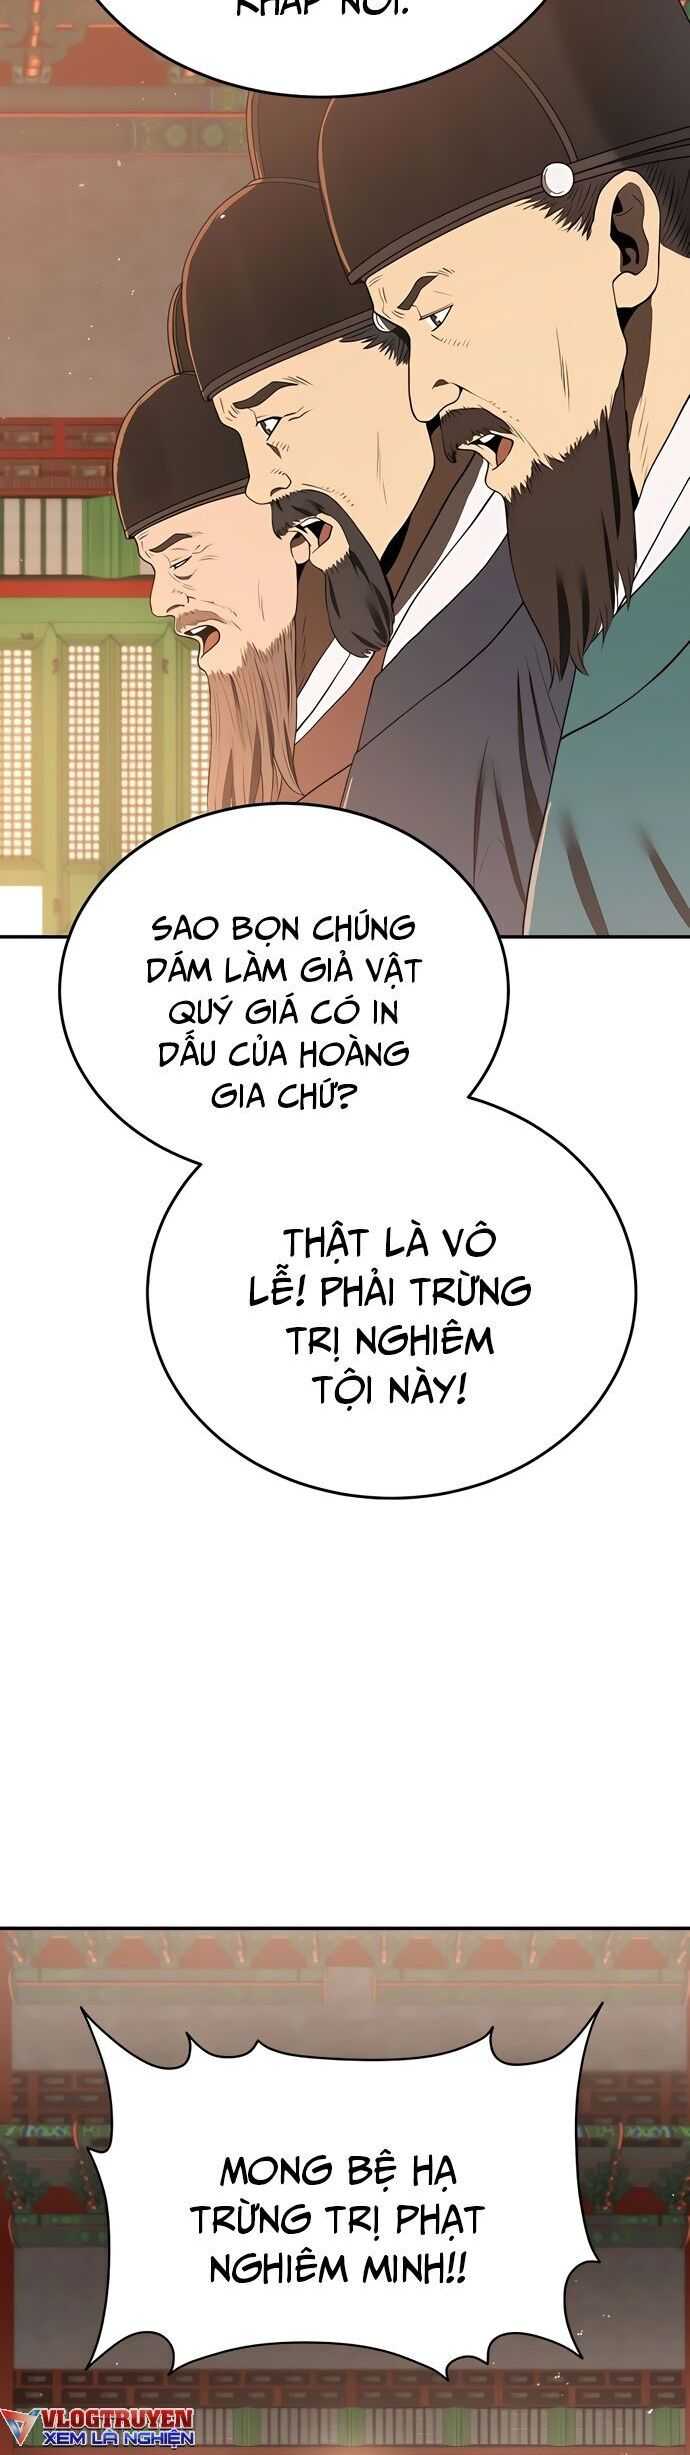 KHẮP NƠI.
SAO BỌN CHÚNG
DÁM LÀM GIẢ VẬT
QUÝ GIÁ CÓ IN
DẤU CỦA HOÀNG
GIA CHỨ?
THẬT LÀ VÔ
LỄ! PHẢI TRỪNG
TRỊ NGHIÊM
TỘI NÀY!
MONG BỆ HẠ
TRỪNG TRỊ PHẠT
NGHIÊM MINH!!
VLOGTRUYEN
XEM LÀ NGHIỆN